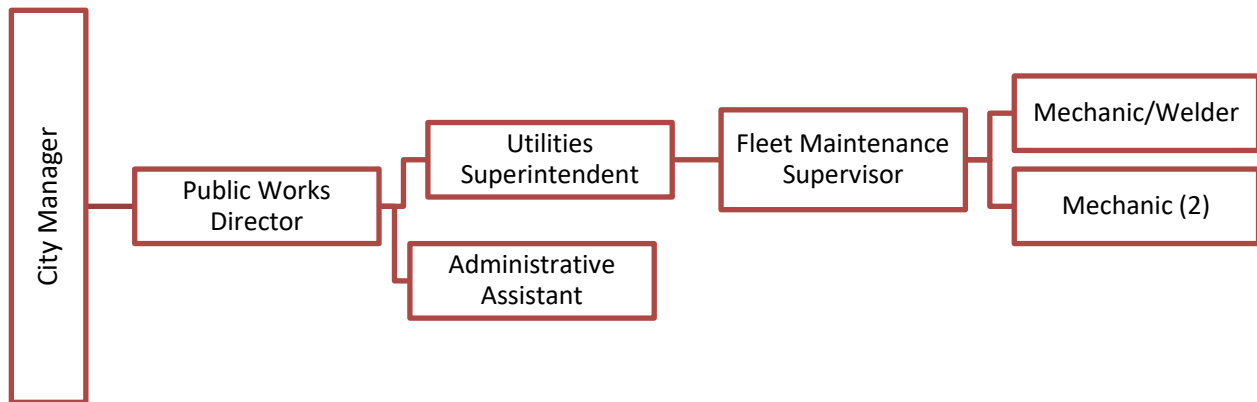 City Manager
Public Works
Director
Utilities
Superintendent
Administrative
Assistant
Fleet Maintenance
Supervisor
Mechanic/Welder
Mechanic (2)